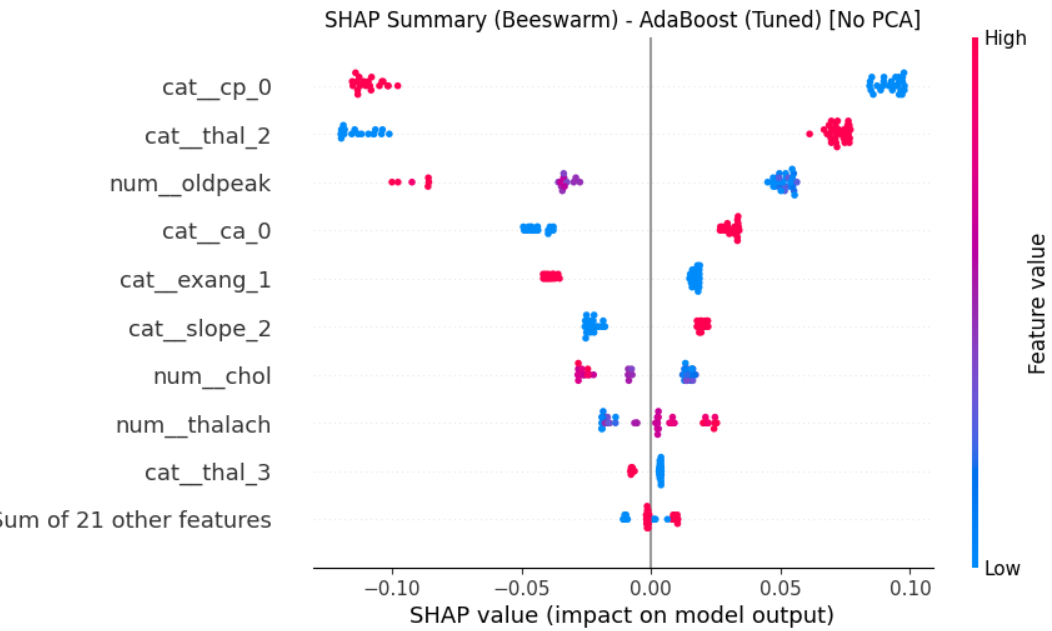 SHAP Summary (Beeswarm) - AdaBoost (Tuned) [No PCA]
High
cat__cp_0
cat__thal_2
num__oldpeak
cat__ca_0
cat__exang_1
cat__slope_2
num__chol
num__thalach
cat__thal_3
Sum of 21 other features
Feature value
Low
−0.10 −0.05 0.00 0.05 0.10
SHAP value (impact on model output)